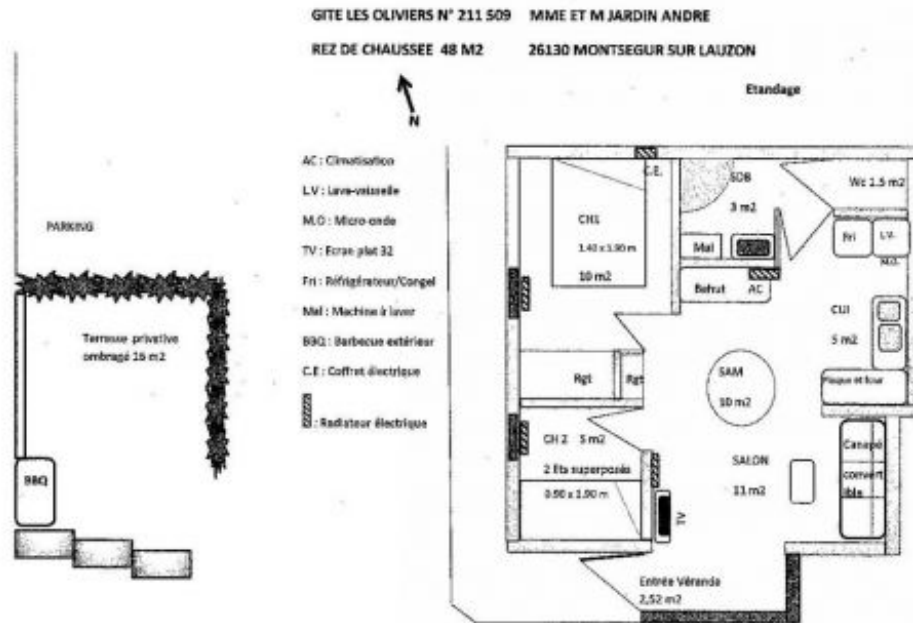 GITE LES OLIVIERS N° 211 509 MME ET M JARDIN ANDRE
REZ DE CHAUSSEE 48 M2 26130 MONTSEGUR SUR LAUZON
N
Etandage
AC : Climatisation
L.V : Lave-vaisselle
M.O : Micro-onde
TV : Ecran plat 32
Fri : Réfrigérateur/Congel
Mal : Machine à laver
BBQ : Barbecue extérieur
C.E : Coffret électrique
: Radiateur électrique
PARKING
Terrasse privative
ombragé 16 m2
BBQ
C.E.
CH1
1.40 x 1.90 m
10 m2
SDB
3 m2
Wc 1.5 m2
Mal
Fri
L.V.
M.O.
Bahut AC
CUI
5 m2
Plaque et four
SAM
10 m2
Rgt
Rgt
CH 2 5 m2
2 lits superposés
0.90 x 1.90 m
TV
SALON
11 m2
Canapé
convert
ible
Entrée Véranda
2,52 m2